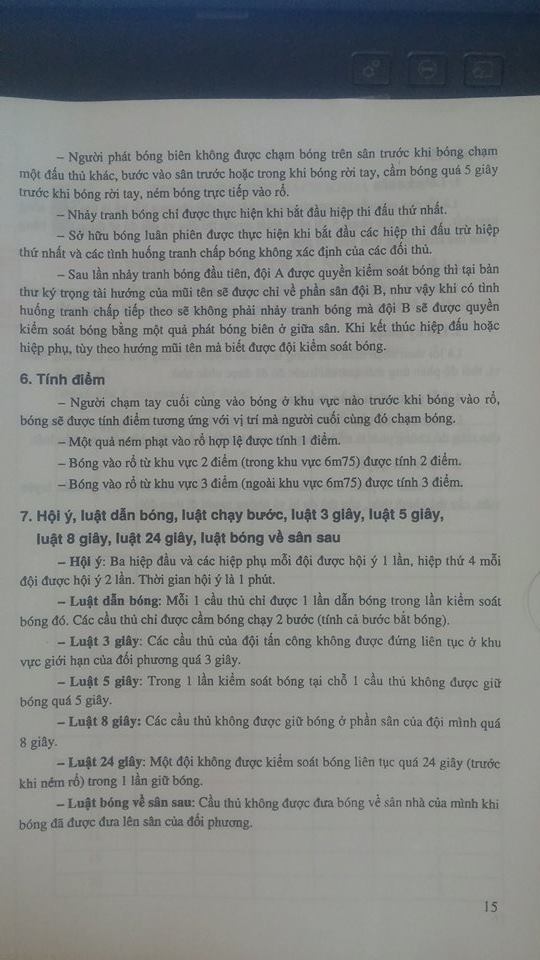 – Người phát bóng biên không được chạm bóng trên sân trước khi bóng chạm
một đấu thủ khác, bước vào sân trước hoặc trong khi bóng rời tay, cầm bóng quá 5 giây
trước khi bóng rời tay, ném bóng trực tiếp vào rổ.
– Nhảy tranh bóng chỉ được thực hiện khi bắt đầu hiệp thi đấu thứ nhất.
– Sở hữu bóng luân phiên được thực hiện khi bắt đầu các hiệp thi đấu trừ hiệp
thứ nhất và các tình huống tranh chấp bóng không xác định của các đối thủ.
– Sau lần nhảy tranh bóng đầu tiên, đội A được quyền kiểm soát bóng thì tại bàn
thư ký trọng tài hướng của mũi tên sẽ được chỉ về phần sân đội B, như vậy khi có tình
huống tranh chấp tiếp theo sẽ không phải nhảy tranh bóng mà đội B sẽ được quyền
kiểm soát bóng bằng một quả phát bóng biên ở giữa sân. Khi kết thúc hiệp đấu hoặc
hiệp phụ, tùy theo hướng mũi tên mà biết được đội kiểm soát bóng.
6. Tính điểm
– Người chạm tay cuối cùng vào bóng ở khu vực nào trước khi bóng vào rổ,
bóng sẽ được tính điểm tương ứng với vị trí mà người cuối cùng đó chạm bóng.
– Một quả ném phạt vào rổ hợp lệ được tính 1 điểm.
– Bóng vào rổ từ khu vực 2 điểm (trong khu vực 6m75) được tính 2 điểm.
– Bóng vào rổ từ khu vực 3 điểm (ngoài khu vực 6m75) được tính 3 điểm.
7. Hội ý, luật dẫn bóng, luật chạy bước, luật 3 giây, luật 5 giây,
luật 8 giây, luật 24 giây, luật bóng về sân sau
– Hội ý: Ba hiệp đầu và các hiệp phụ mỗi đội được hội ý 1 lần, hiệp thứ 4 mỗi
đội được hội ý 2 lần. Thời gian hội ý là 1 phút.
– Luật dẫn bóng: Mỗi 1 cầu thủ chỉ được 1 lần dẫn bóng trong lần kiểm soát
bóng đó. Các cầu thủ chỉ được cầm bóng chạy 2 bước (tính cả bước bắt bóng).
– Luật 3 giây: Các cầu thủ của đội tấn công không được đứng liên tục ở khu
vực giới hạn của đối phương quá 3 giây.
– Luật 5 giây: Trong 1 lần kiểm soát bóng tại chỗ 1 cầu thủ không được giữ
bóng quá 5 giây.
– Luật 8 giây: Các cầu thủ không được giữ bóng ở phần sân của đội mình quá
8 giây.
– Luật 24 giây: Một đội không được kiểm soát bóng liên tục quá 24 giây (trước
khi ném rổ) trong 1 lần giữ bóng.
– Luật bóng về sân sau: Cầu thủ không được đưa bóng về sân nhà của mình khi
bóng đã được đưa lên sân của đối phương.
15